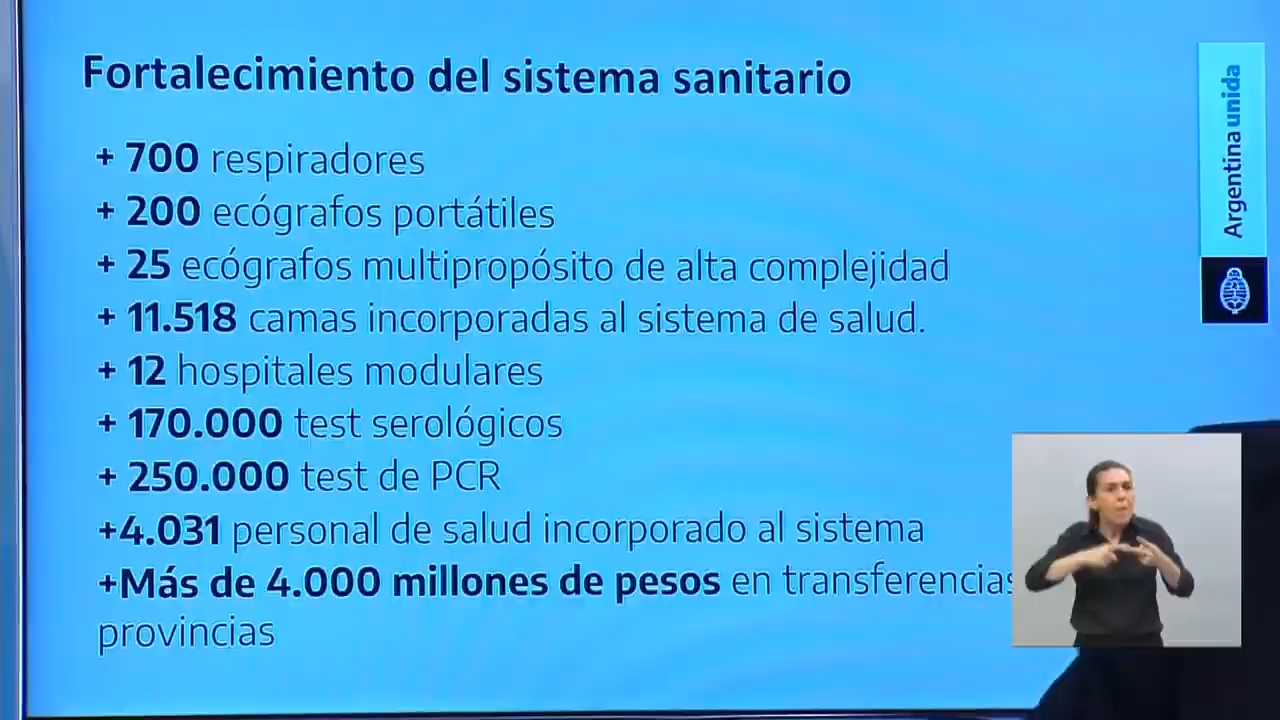 Fortalecimiento del sistema sanitario
+ 700 respiradores
+ 200 ecógrafos portátiles
+ 25 ecógrafos multipropósito de alta complejidad
+ 11.518 camas incorporadas al sistema de salud.
+ 12 hospitales modulares
+ 170.000 test serológicos
+ 250.000 test de PCR
+4.031 personal de salud incorporado al sistema
+Más de 4.000 millones de pesos en transferencias
provincias
Argentina unida